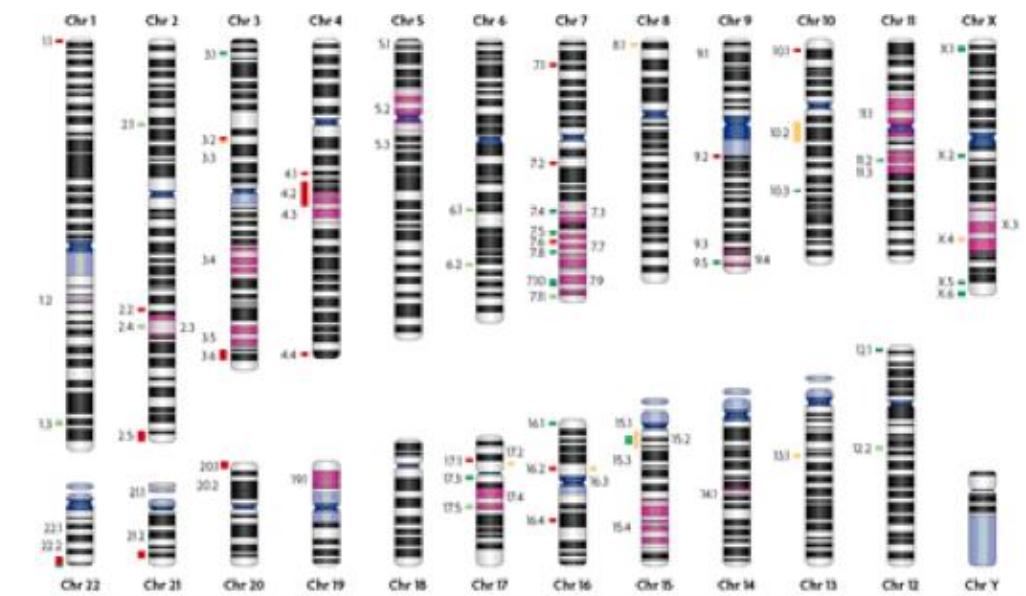 Chr 1 Chr 2 Chr 3 Chr 4 Chr 5 Chr 6 Chr 7 Chr 8 Chr 9 Chr 10 Chr 11 Chr X
1.1 3.1 5.1 7.1 8.1 9.1 10.1 X.1
2.1 3.2 3.3 5.2 5.3 10.2 X.2
4.1 4.2 4.3 7.2 9.2 10.3 11.2 11.3
6.1 7.4 7.3 X.3
3.4 7.5 7.6 7.7 7.8 9.3 X.4
6.2 9.5 9.4
1.2 2.2 2.4 2.3 7.10 7.9 7.11 X.5 X.6
3.5 3.6 4.4 12.1
1.3 2.5 16.1 15.1 15.2 12.2
20.1 20.2 19.1 17.1 17.2 17.3 16.2 16.3 15.3 13.1
21.1 17.5 17.4 14.1
22.1 22.2 21.2 16.4 15.4
Chr 22 Chr 21 Chr 20 Chr 19 Chr 18 Chr 17 Chr 16 Chr 15 Chr 14 Chr 13 Chr 12 Chr Y